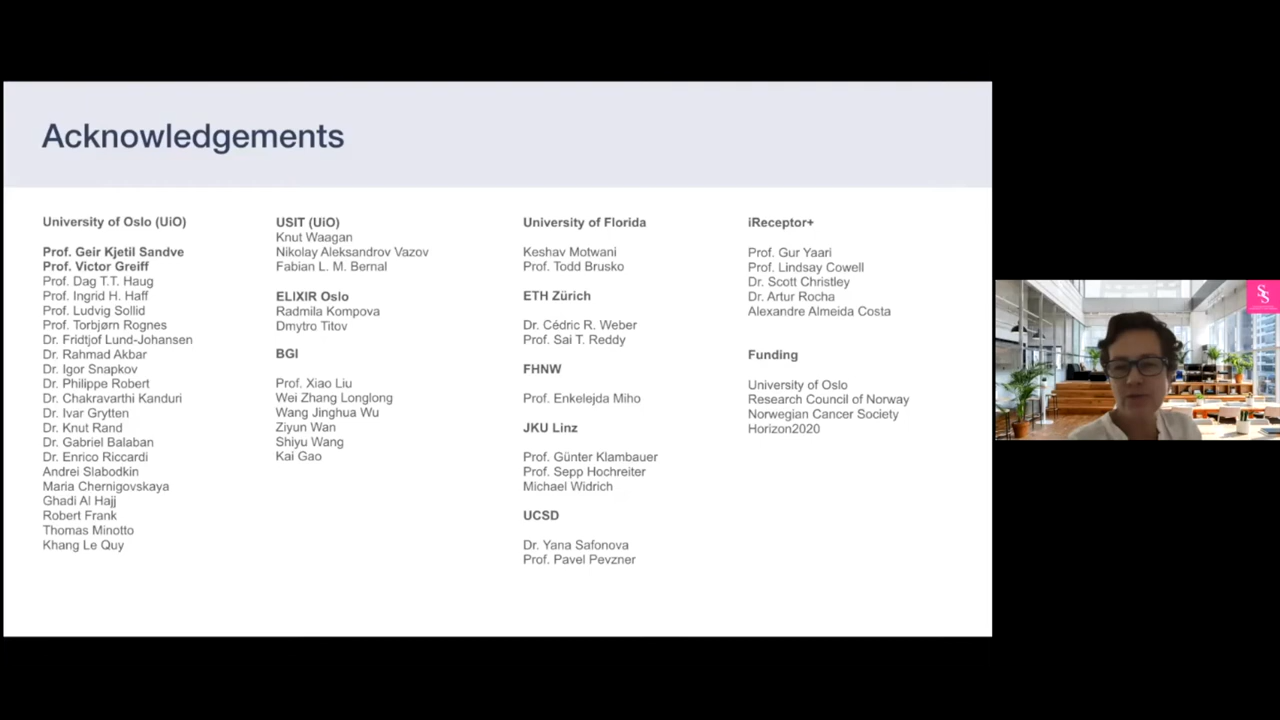 Acknowledgements
University of Oslo (UiO)
Prof. Geir Kjetil Sandve
Prof. Victor Greiff
Prof. Dag T.T. Haug
Prof. Ingrid H. Haff
Prof. Ludvig Sollid
Prof. Torbjørn Rognes
Dr. Fridtjof Lund-Johansen
Dr. Rahmad Akbar
Dr. Igor Snapkov
Dr. Philippe Robert
Dr. Chakravarthi Kanduri
Dr. Ivar Grytten
Dr. Knut Rand
Dr. Gabriel Balaban
Dr. Enrico Riccardi
Andrei Slabodkin
Maria Chernigovskaya
Ghadi Al Hajj
Robert Frank
Thomas Minotto
Khang Le Quy
USIT (UiO)
Knut Waagan
Nikolay Aleksandrov Vazov
Fabian L. M. Bernal
ELIXIR Oslo
Radmila Kompova
Dmytro Titov
BGI
Prof. Xiao Liu
Wei Zhang Longlong
Wang Jinghua Wu
Ziyun Wan
Shiyu Wang
Kai Gao
University of Florida
Keshav Motwani
Prof. Todd Brusko
ETH Zürich
Dr. Cédric R. Weber
Prof. Sai T. Reddy
FHNW
Prof. Enkelejda Miho
JKU Linz
Prof. Günter Klambauer
Prof. Sepp Hochreiter
Michael Widrich
UCSD
Dr. Yana Safonova
Prof. Pavel Pevzner
iReceptor+
Prof. Gur Yaari
Prof. Lindsay Cowell
Dr. Scott Christley
Dr. Artur Rocha
Alexandre Almeida Costa
Funding
University of Oslo
Research Council of Norway
Norwegian Cancer Society
Horizon2020